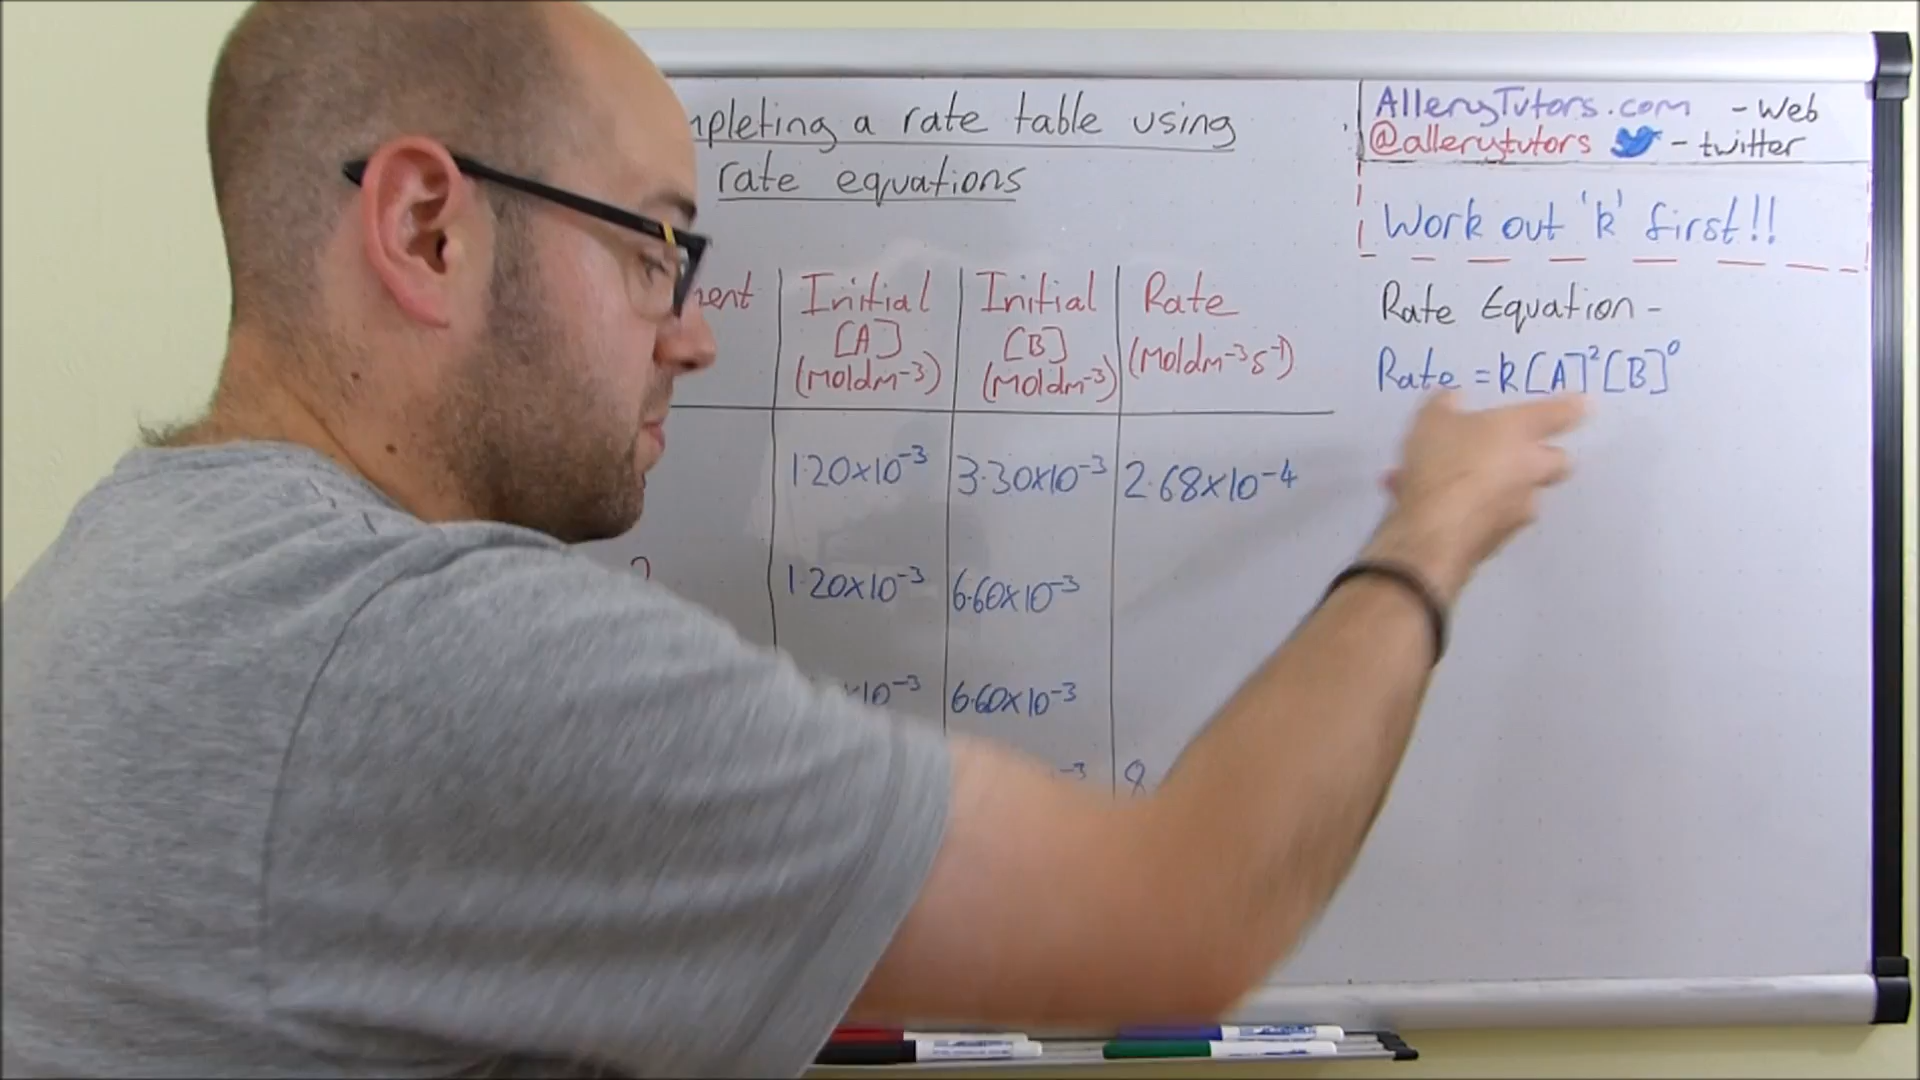 a rate table using
rate equations
AlleryTutors.com - Web
@allerytutors - twitter
Work out 'k' first!!
Rate Equation -
Rate = k[A]²[B]⁰
Initial
[A]
(moldm⁻³)
Initial
[B]
(moldm⁻³)
Rate
(moldm⁻³s⁻¹)
1.20x10⁻³ 3.30x10⁻³ 2.68x10⁻⁴
1.20x10⁻³ 6.60x10⁻³
x10⁻³ 6.60x10⁻³
⁻³ 8